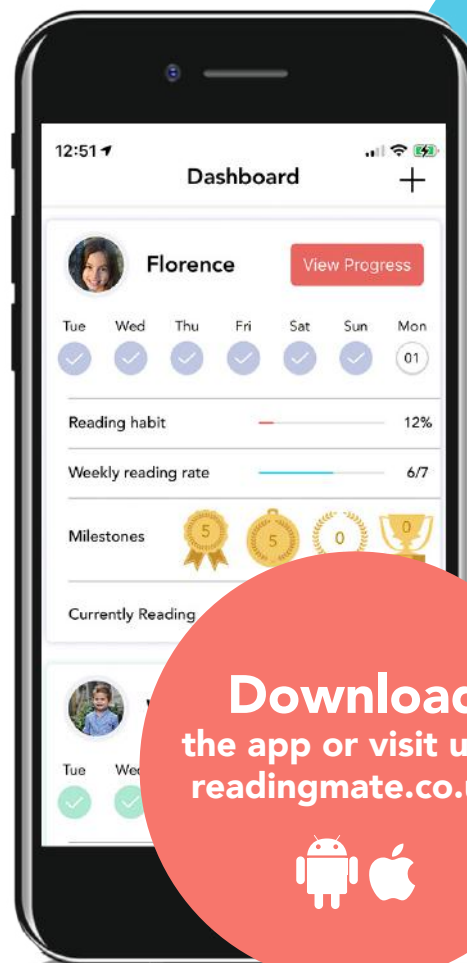 12:51
Dashboard
Florence
View Progress
Tue Wed Thu Fri Sat Sun Mon
01
Reading habit 12%
Weekly reading rate 6/7
Milestones 5 5 0 0
Currently Reading
Tue
Download
the app or visit
readingmate.co.